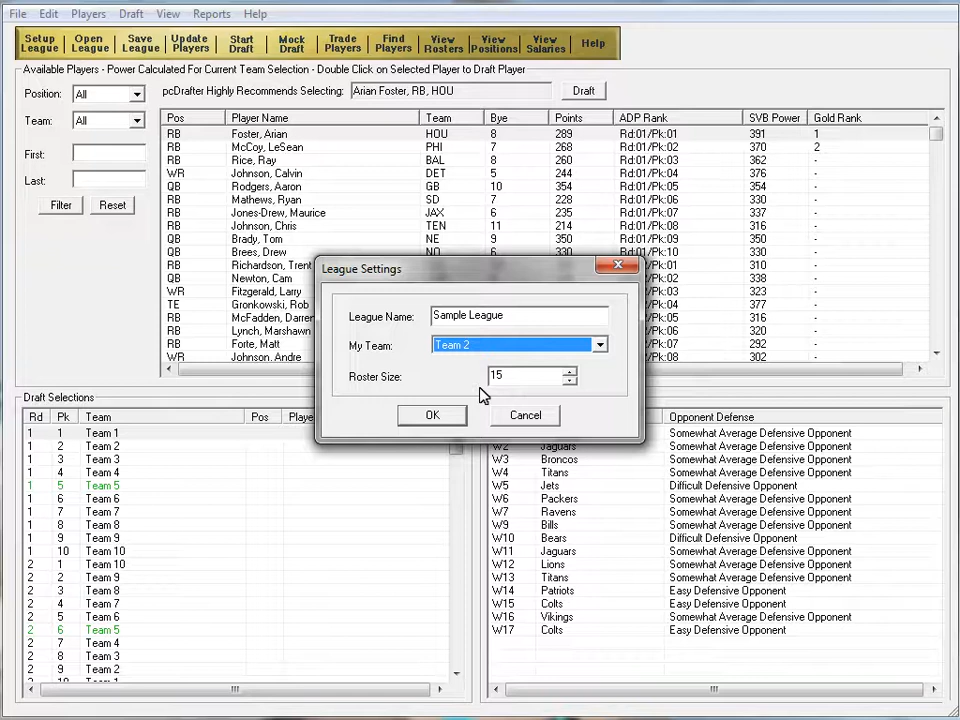 File Edit Players Draft View Reports Help
Setup League Open League Save League Update Players Start Draft Mock Draft Trade Players Find Players View Rosters View Positions View Salaries Help
Available Players - Power Calculated For Current Team Selection - Double Click on Selected Player to Draft Player
Position: All pcDrafter Highly Recommends Selecting: Arian Foster, RB, HOU Draft
Team: All
First:
Last:
Filter Reset
Pos Player Name Team Bye Points ADP Rank SVB Power Gold Rank
RB Foster, Arian HOU 8 289 Rd:01/Pk:01 391 1
RB McCoy, LeSean PHI 7 268 Rd:01/Pk:02 370 2
RB Rice, Ray BAL 8 260 Rd:01/Pk:03 362 -
WR Johnson, Calvin DET 5 244 Rd:01/Pk:04 376 -
QB Rodgers, Aaron GB 10 354 Rd:01/Pk:05 354 -
RB Mathews, Ryan SD 7 228 Rd:01/Pk:06 330 -
RB Jones-Drew, Maurice JAX 6 235 Rd:01/Pk:07 337 -
RB Johnson, Chris TEN 11 214 Rd:01/Pk:08 316 -
QB Brady, Tom NE 9 350 Rd:01/Pk:09 350 -
QB Brees, Drew NO 6 330 330 -
RB Richardson, Trent 310 -
QB Newton, Cam 338 -
WR Fitzgerald, Larry 323 -
TE Gronkowski, Rob 304 -
RB McFadden, Darren 326 -
RB Lynch, Marshawn /Pk:06 320 -
RB Forte, Matt /Pk:07 292 -
WR Johnson, Andre /Pk:08 302 -
League Settings
League Name: Sample League
My Team: Team 2
Roster Size: 15
OK Cancel
Draft Selections
Rd Pk Team Pos Playe
1 1 Team 1
1 2 Team 2
1 3 Team 3
1 4 Team 4
1 5 Team 5
1 6 Team 6
1 7 Team 7
1 8 Team 8
1 9 Team 9
1 10 Team 10
2 1 Team 10
2 2 Team 9
2 3 Team 8
2 4 Team 7
2 5 Team 6
2 6 Team 5
2 7 Team 4
2 8 Team 3
2 9 Team 2
2 10 Team 1
Opponent Defense
Somewhat Average Defensive Opponent
W2 Jaguars Somewhat Average Defensive Opponent
W3 Broncos Somewhat Average Defensive Opponent
W4 Titans Somewhat Average Defensive Opponent
W5 Jets Difficult Defensive Opponent
W6 Packers Somewhat Average Defensive Opponent
W7 Ravens Somewhat Average Defensive Opponent
W9 Bills Somewhat Average Defensive Opponent
W10 Bears Difficult Defensive Opponent
W11 Jaguars Somewhat Average Defensive Opponent
W12 Lions Somewhat Average Defensive Opponent
W13 Titans Somewhat Average Defensive Opponent
W14 Patriots Easy Defensive Opponent
W15 Colts Easy Defensive Opponent
W16 Vikings Somewhat Average Defensive Opponent
W17 Colts Easy Defensive Opponent